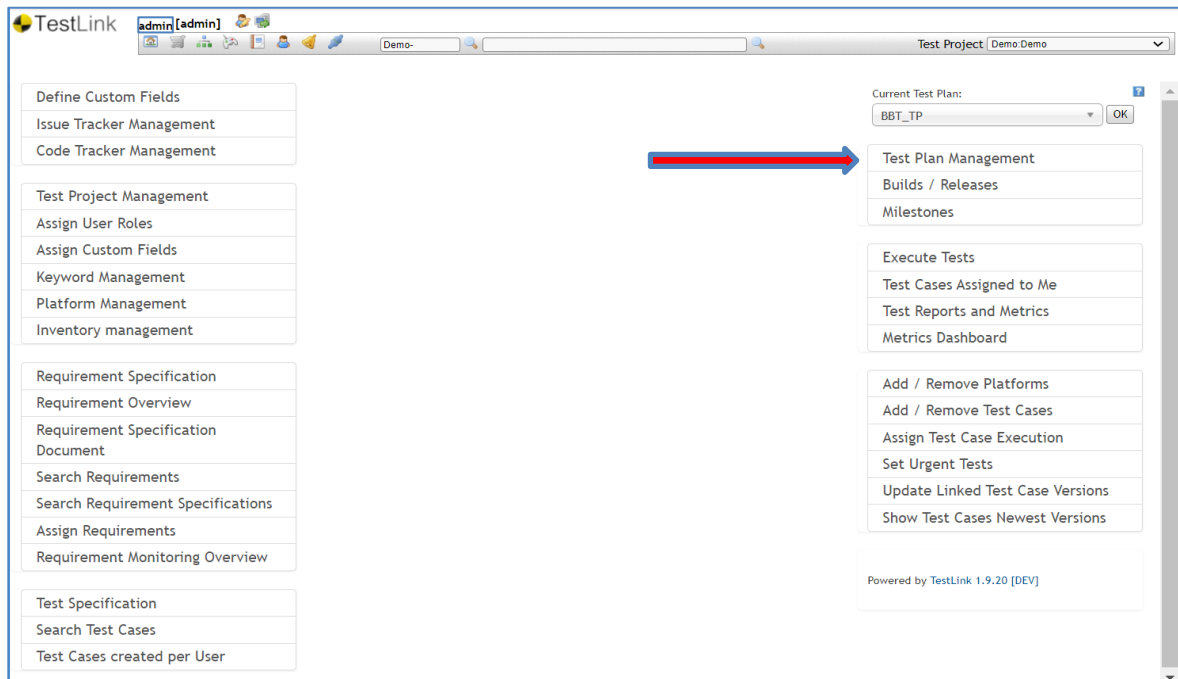 TestLink
admin [admin]
Demo-
Test Project Demo:Demo
Define Custom Fields
Issue Tracker Management
Code Tracker Management
Test Project Management
Assign User Roles
Assign Custom Fields
Keyword Management
Platform Management
Inventory management
Requirement Specification
Requirement Overview
Requirement Specification
Document
Search Requirements
Search Requirement Specifications
Assign Requirements
Requirement Monitoring Overview
Test Specification
Search Test Cases
Test Cases created per User
Current Test Plan:
?
BBT_TP
OK
Test Plan Management
Builds / Releases
Milestones
Execute Tests
Test Cases Assigned to Me
Test Reports and Metrics
Metrics Dashboard
Add / Remove Platforms
Add / Remove Test Cases
Assign Test Case Execution
Set Urgent Tests
Update Linked Test Case Versions
Show Test Cases Newest Versions
Powered by TestLink 1.9.20 [DEV]